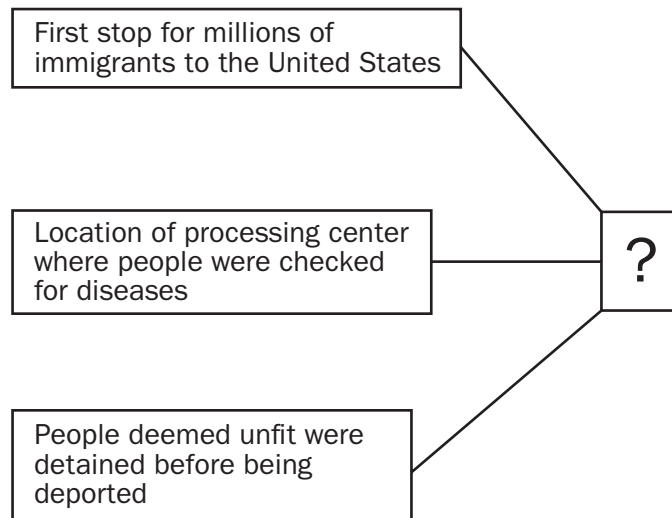 First stop for millions of
immigrants to the United States
Location of processing center
where people were checked
for diseases
?
People deemed unfit were
detained before being
deported